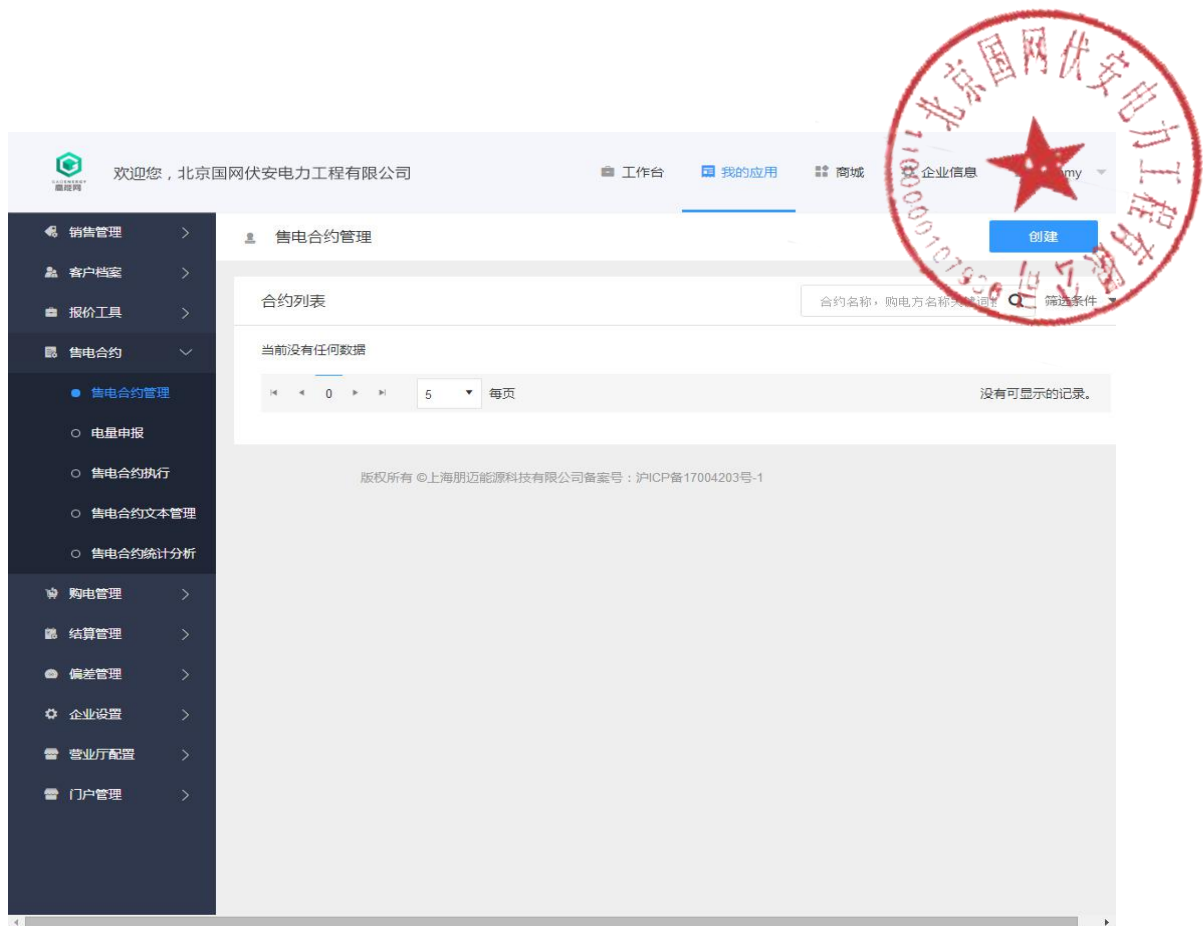 北京国网伏安电力工程有限公司
欢迎您，北京国网伏安电力工程有限公司
工作台
我的应用
商城
企业信息
销售管理
售电合约管理
创建
客户档案
合约列表
筛选条件
报价工具
售电合约
当前没有任何数据
售电合约管理
0
5
每页
没有可显示的记录。
电量申报
售电合约执行
版权所有 ©上海朋迈能源科技有限公司备案号：沪ICP备17004203号-1
售电合约文本管理
售电合约统计分析
购电管理
结算管理
偏差管理
企业设置
营业厅配置
门户管理